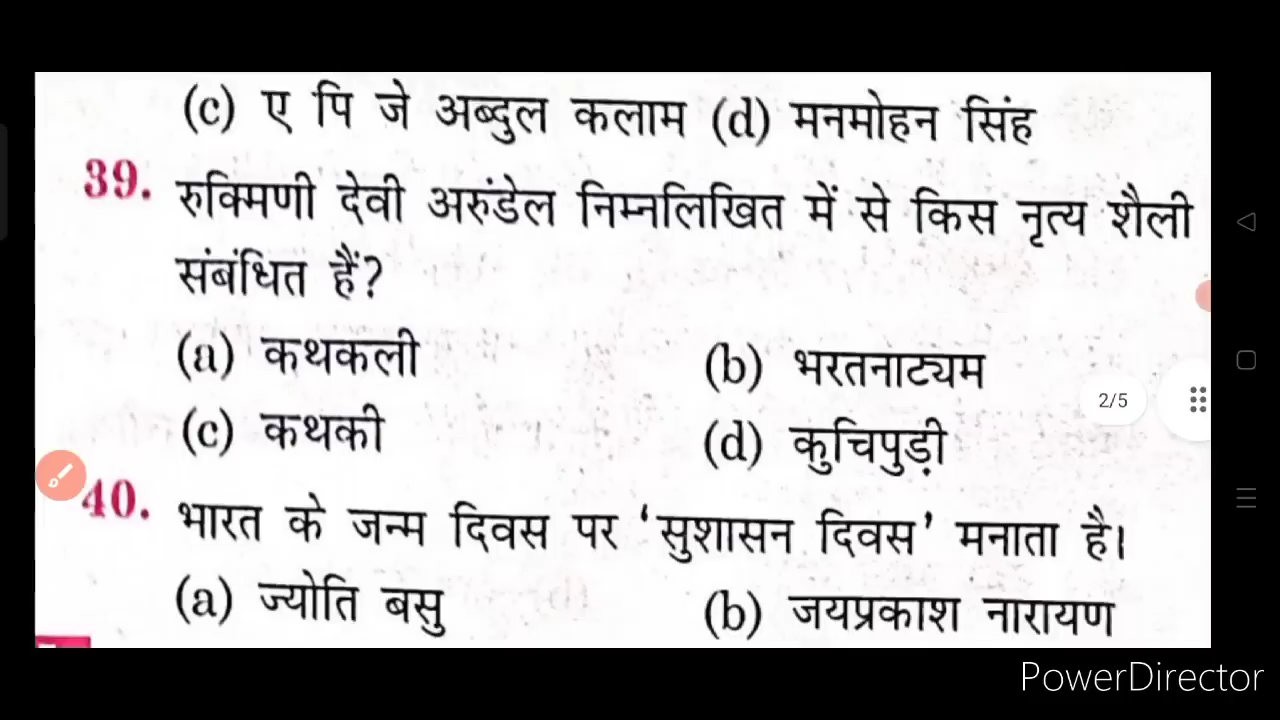 (c) ए पि जे अब्दुल कलाम (d) मनमोहन सिंह
39. रुक्मिणी देवी अरुंडेल निम्नलिखित में से किस नृत्य शैली
संबंधित हैं?
(a) कथकली (b) भरतनाट्यम
(c) कथकी (d) कुचिपुड़ी
40. भारत के जन्म दिवस पर ‘सुशासन दिवस’ मनाता है।
(a) ज्योति बसु (b) जयप्रकाश नारायण
2/5
PowerDirector